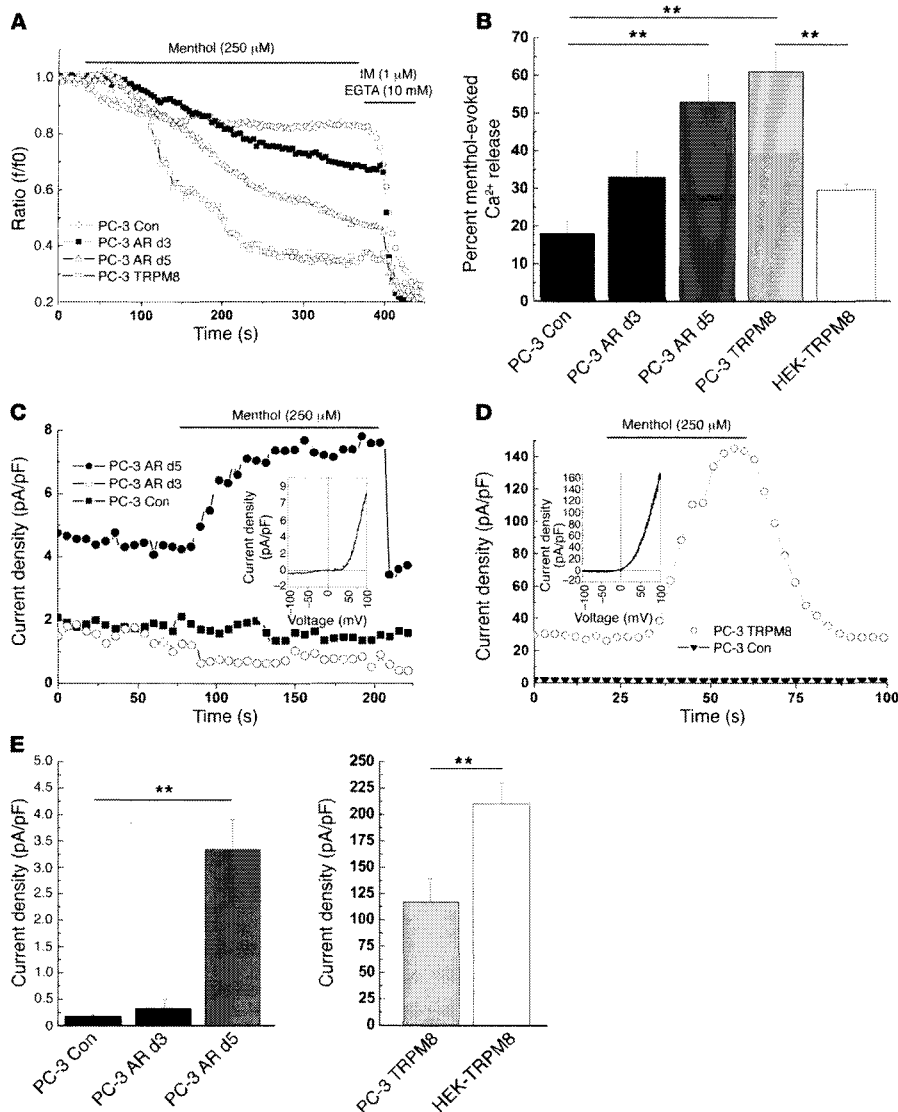 A
Menthol (250 µM)
IM (1 µM)
EGTA (10 mM)
1.0
0.8
0.6
0.4
0.2
Ratio (f/f0)
PC-3 Con
PC-3 AR d3
PC-3 AR d5
PC-3 TRPM8
0 100 200 300 400
Time (s)
B
**
** **
70
60
50
40
30
20
10
0
Percent menthol-evoked
Ca2+ release
PC-3 Con
PC-3 AR d3
PC-3 AR d5
PC-3 TRPM8
HEK-TRPM8
C
Menthol (250 µM)
8
6
4
2
0
Current density (pA/pF)
PC-3 AR d5
PC-3 AR d3
PC-3 Con
9
7
5
3
1
0
−2
Current density
(pA/pF)
−100 −50 0 50 100
Voltage (mV)
0 50 100 150 200
Time (s)
D
Menthol (250 µM)
140
120
100
80
60
40
20
0
Current density (pA/pF)
160
140
120
100
80
60
40
20
0
−20
Current density
(pA/pF)
−100 −50 0 50 100
Voltage (mV)
PC-3 TRPM8
PC-3 Con
0 25 50 75 100
Time (s)
E
5.0
4.5
4.0
3.5
3.0
2.5
2.0
1.5
1.0
0.5
0
Current density (pA/pF)
**
PC-3 Con
PC-3 AR d3
PC-3 AR d5
250
225
200
175
150
125
100
75
50
25
0
Current density (pA/pF)
**
PC-3 TRPM8
HEK-TRPM8